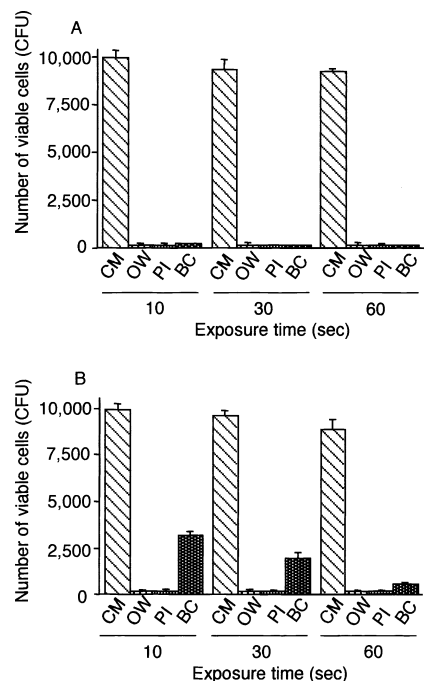 A
Number of viable cells (CFU)
10,000
7,500
5,000
2,500
0
CM OW PI BC CM OW PI BC CM OW PI BC
10 30 60
Exposure time (sec)
B
Number of viable cells (CFU)
10,000
7,500
5,000
2,500
0
CM OW PI BC CM OW PI BC CM OW PI BC
10 30 60
Exposure time (sec)